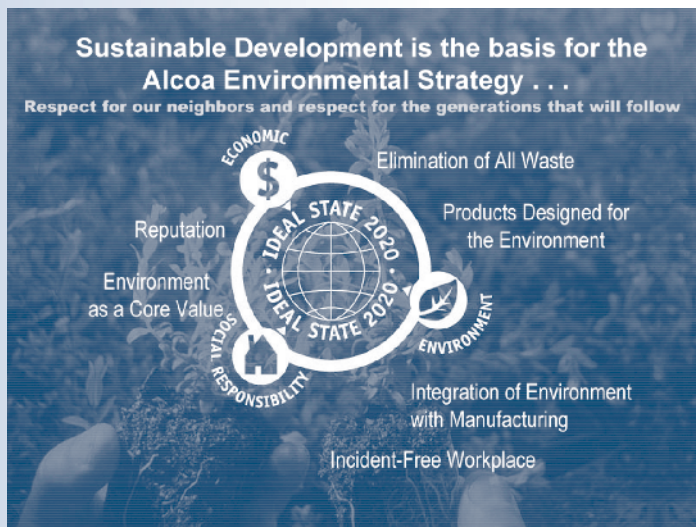 Sustainable Development is the basis for the
Alcoa Environmental Strategy . . .
Respect for our neighbors and respect for the generations that will follow
ECONOMIC
$
Elimination of All Waste
Products Designed for
the Environment
Reputation
Environment
as a Core Value
· IDEAL STATE 2020 ·
IDEAL STATE 2020
ENVIRONMENT
SOCIAL RESPONSIBILITY
Integration of Environment
with Manufacturing
Incident-Free Workplace